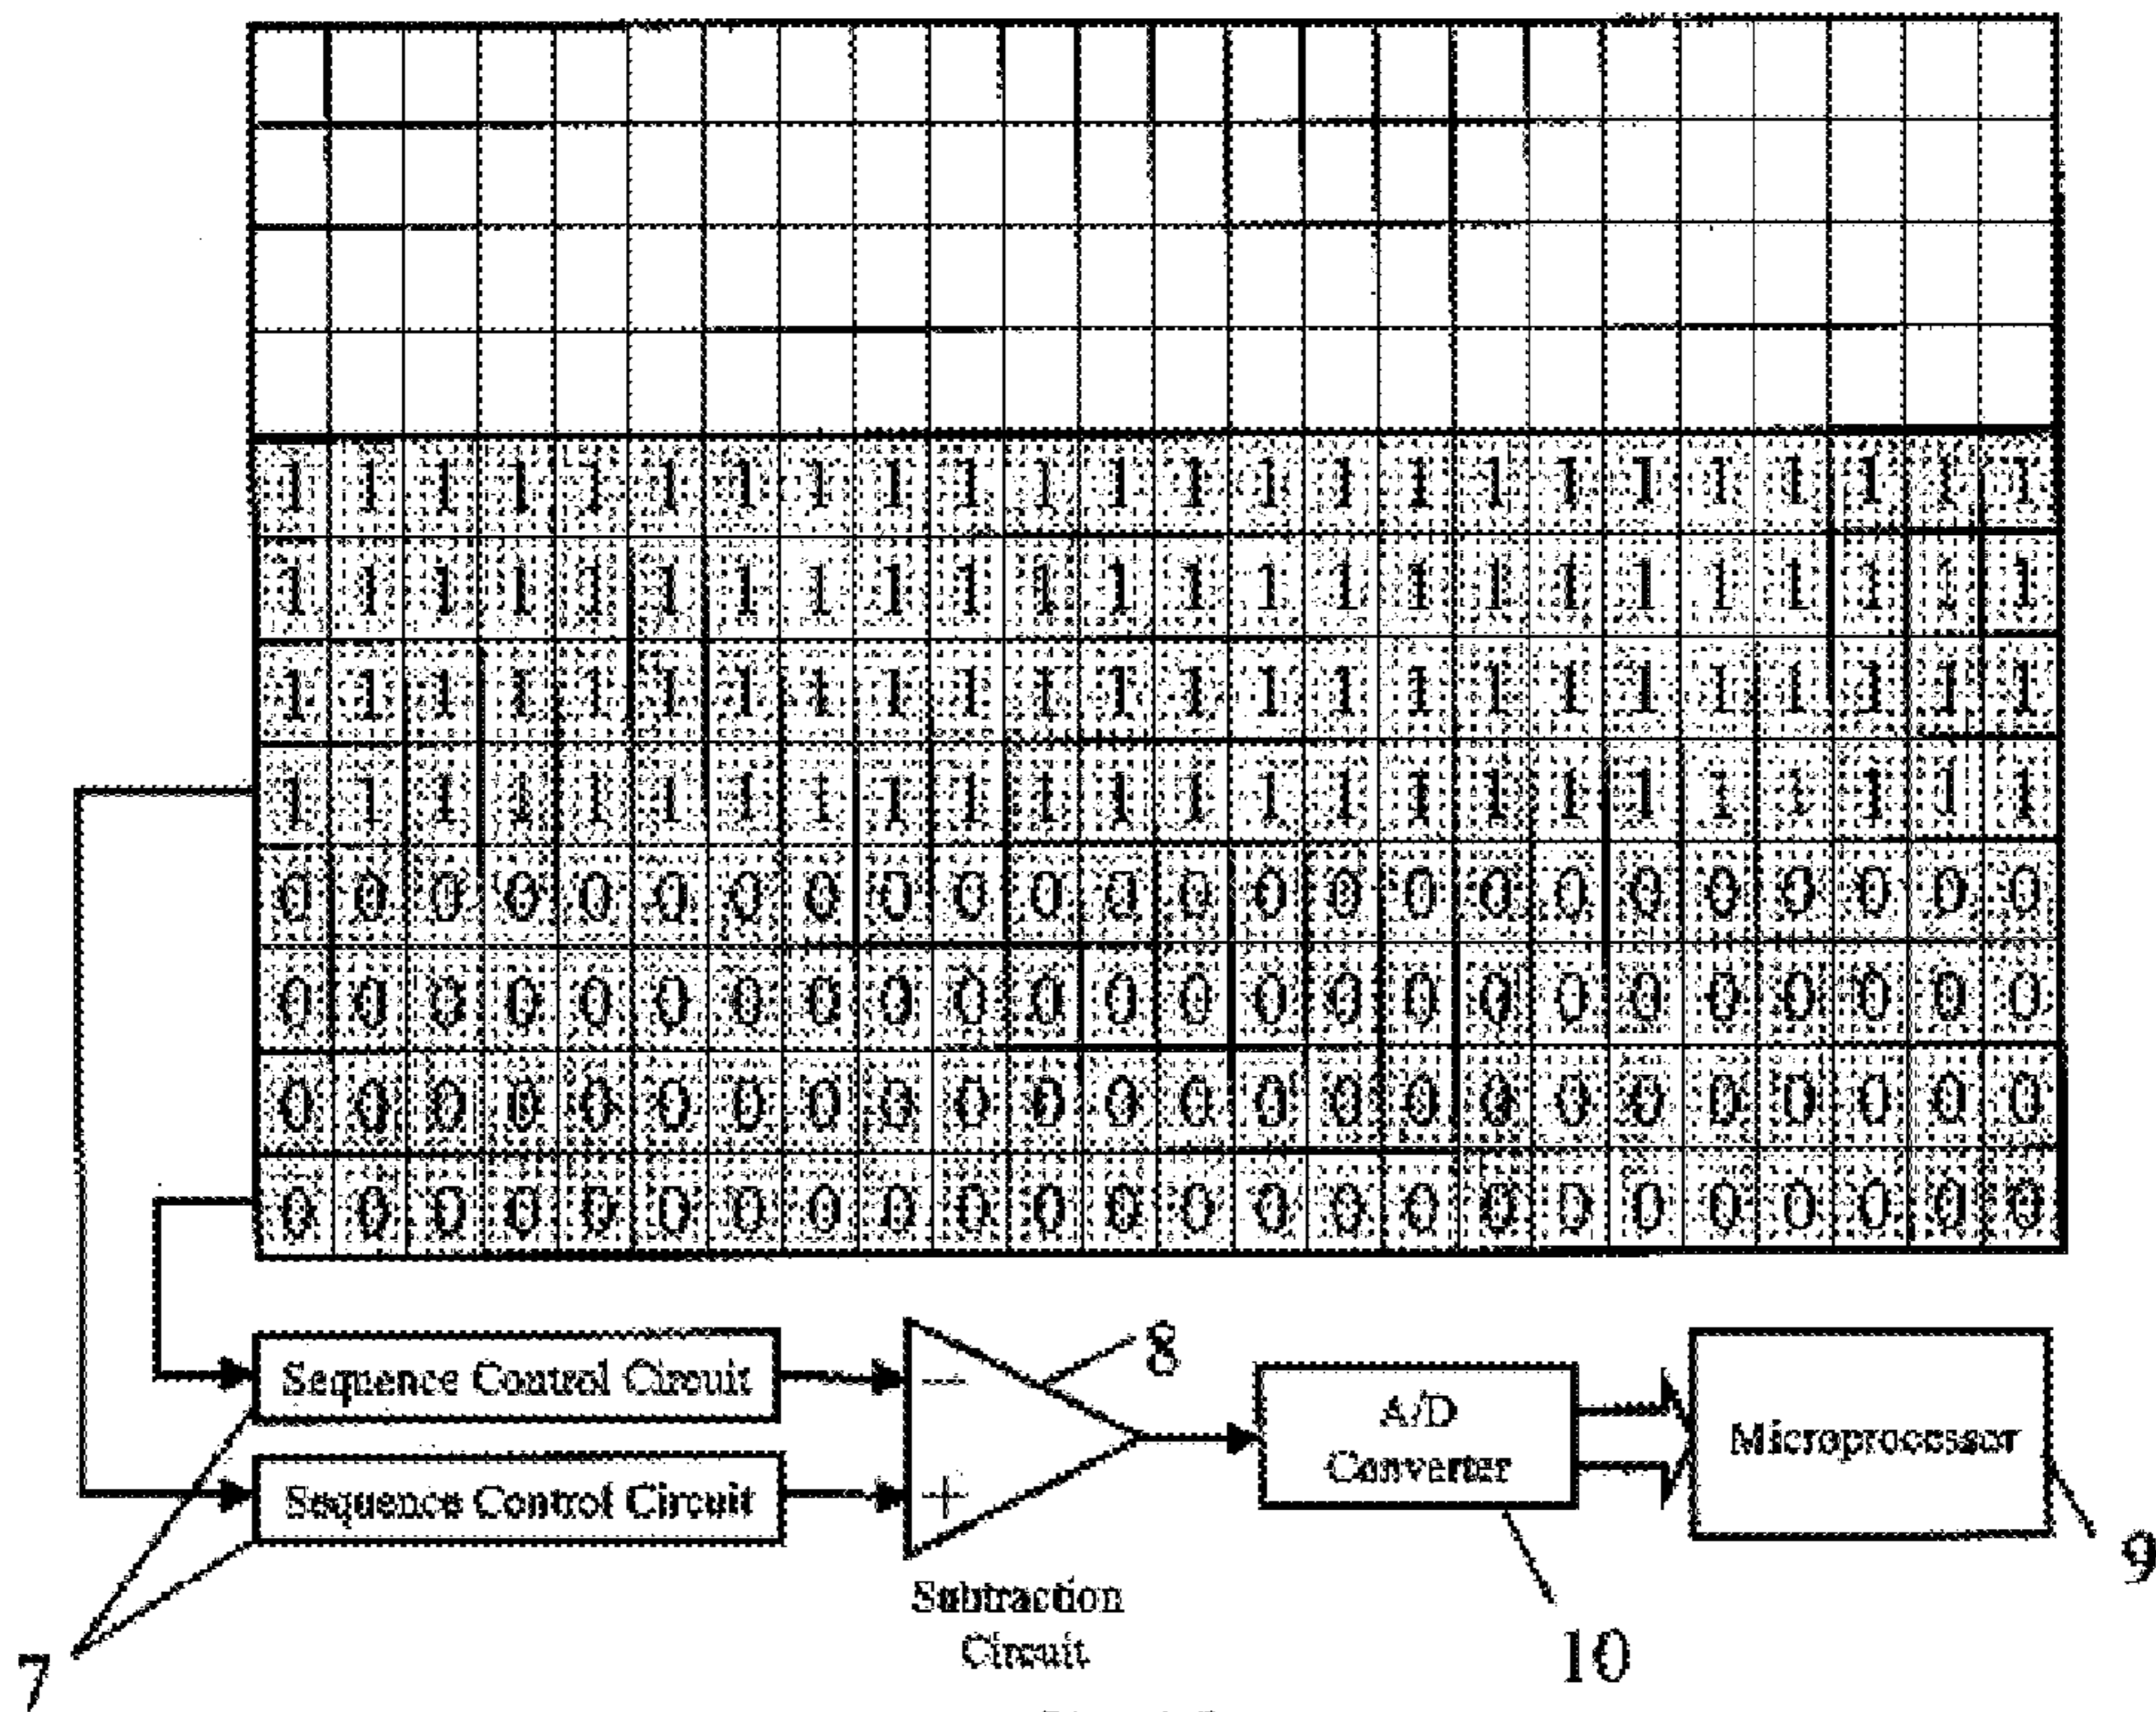 1 1 1 1 1 1 1 1 1 1 1 1 1 1 1 1 1 1 1 1 1 1 1 1
1 1 1 1 1 1 1 1 1 1 1 1 1 1 1 1 1 1 1 1 1 1 1 1
1 1 1 1 1 1 1 1 1 1 1 1 1 1 1 1 1 1 1 1 1 1 1 1
1 1 1 1 1 1 1 1 1 1 1 1 1 1 1 1 1 1 1 1 1 1 1 1
0 0 0 0 0 0 0 0 0 0 0 0 0 0 0 0 0 0 0 0 0 0 0 0
0 0 0 0 0 0 0 0 0 0 0 0 0 0 0 0 0 0 0 0 0 0 0 0
0 0 0 0 0 0 0 0 0 0 0 0 0 0 0 0 0 0 0 0 0 0 0 0
0 0 0 0 0 0 0 0 0 0 0 0 0 0 0 0 0 0 0 0 0 0 0 0
Sequence Control Circuit
Sequence Control Circuit
7
−
+
8
Subtraction
Circuit
A/D
Converter
10
Microprocessor
9